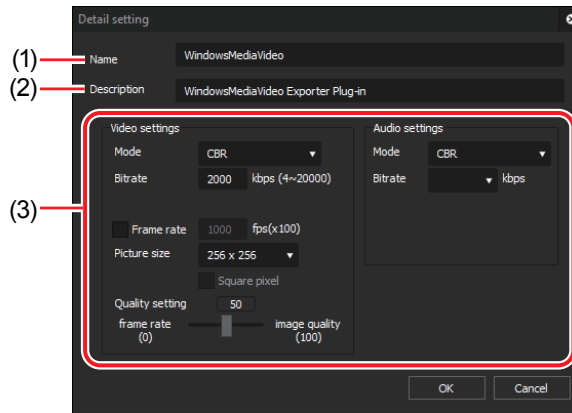 Detail setting
(1) Name WindowsMediaVideo
(2) Description WindowsMediaVideo Exporter Plug-in
(3)
Video settings
Mode CBR
Bitrate 2000 kbps (4~20000)
Frame rate 1000 fps(x100)
Picture size 256 x 256
Square pixel
Quality setting 50
frame rate image quality
(0) (100)
Audio settings
Mode CBR
Bitrate kbps
OK Cancel